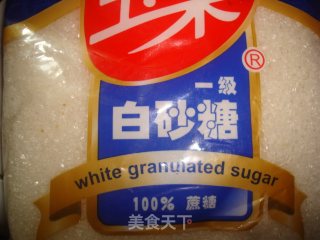 ®
一级
白砂糖
white granulated sugar
100% 蔗糖
美食天下